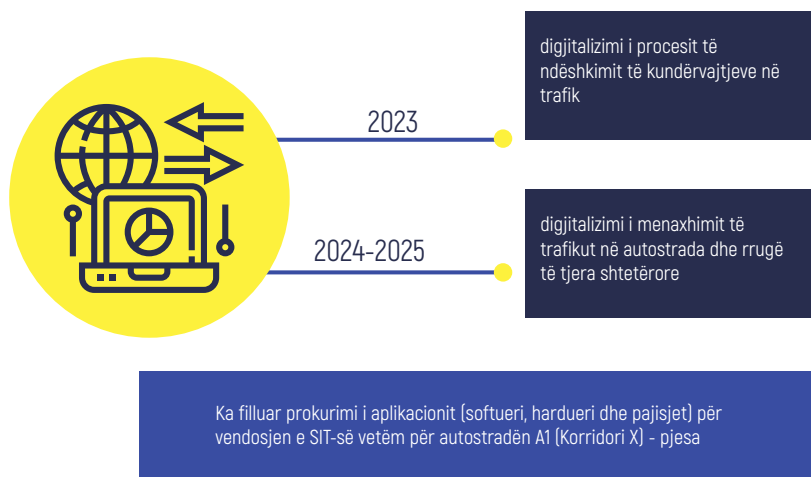 2023
digjitalizimi i procesit të
ndëshkimit të kundërvajtjeve në
trafik
2024-2025
digjitalizimi i menaxhimit të
trafikut në autostrada dhe rrugë
të tjera shtetërore
Ka filluar prokurimi i aplikacionit (softueri, hardueri dhe pajisjet) për
vendosjen e SIT-së vetëm për autostradën A1 (Korridori X) - pjesa